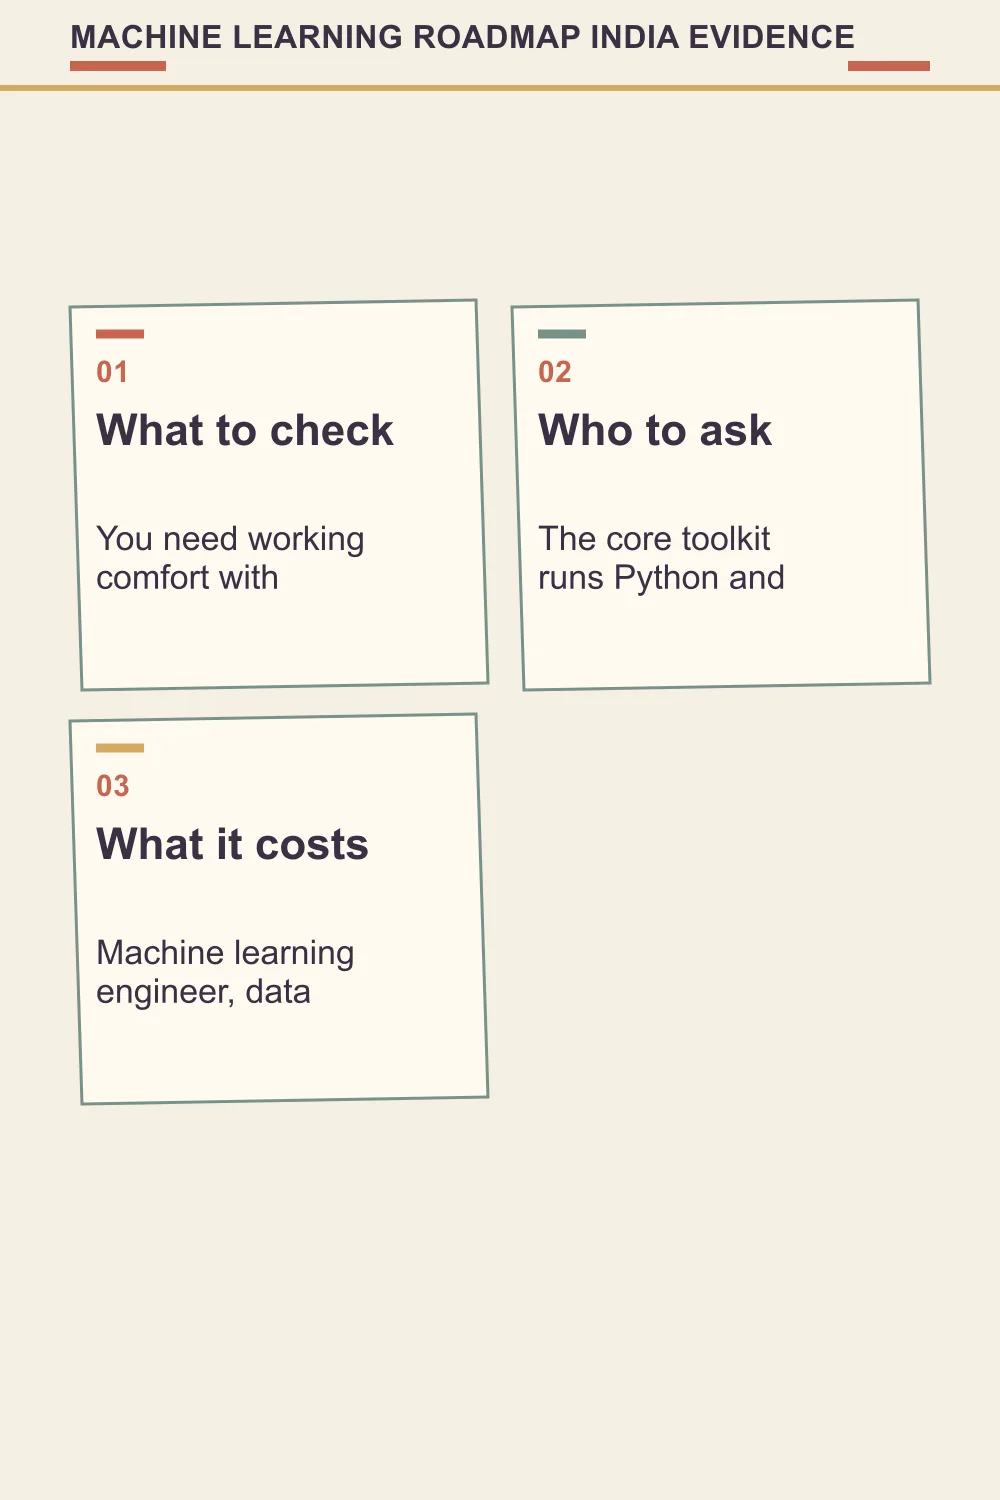 MACHINE LEARNING ROADMAP INDIA EVIDENCE
01
What to check
You need working
comfort with
02
Who to ask
The core toolkit
runs Python and
03
What it costs
Machine learning
engineer, data